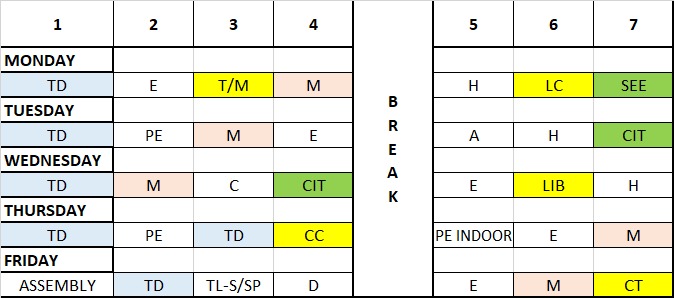 1 2 3 4 5 6 7
MONDAY
TD E T/M M BREAK H LC SEE
TUESDAY
TD PE M E A H CIT
WEDNESDAY
TD M C CIT E LIB H
THURSDAY
TD PE TD CC PE INDOOR E M
FRIDAY
ASSEMBLY TD TL-S/SP D E M CT